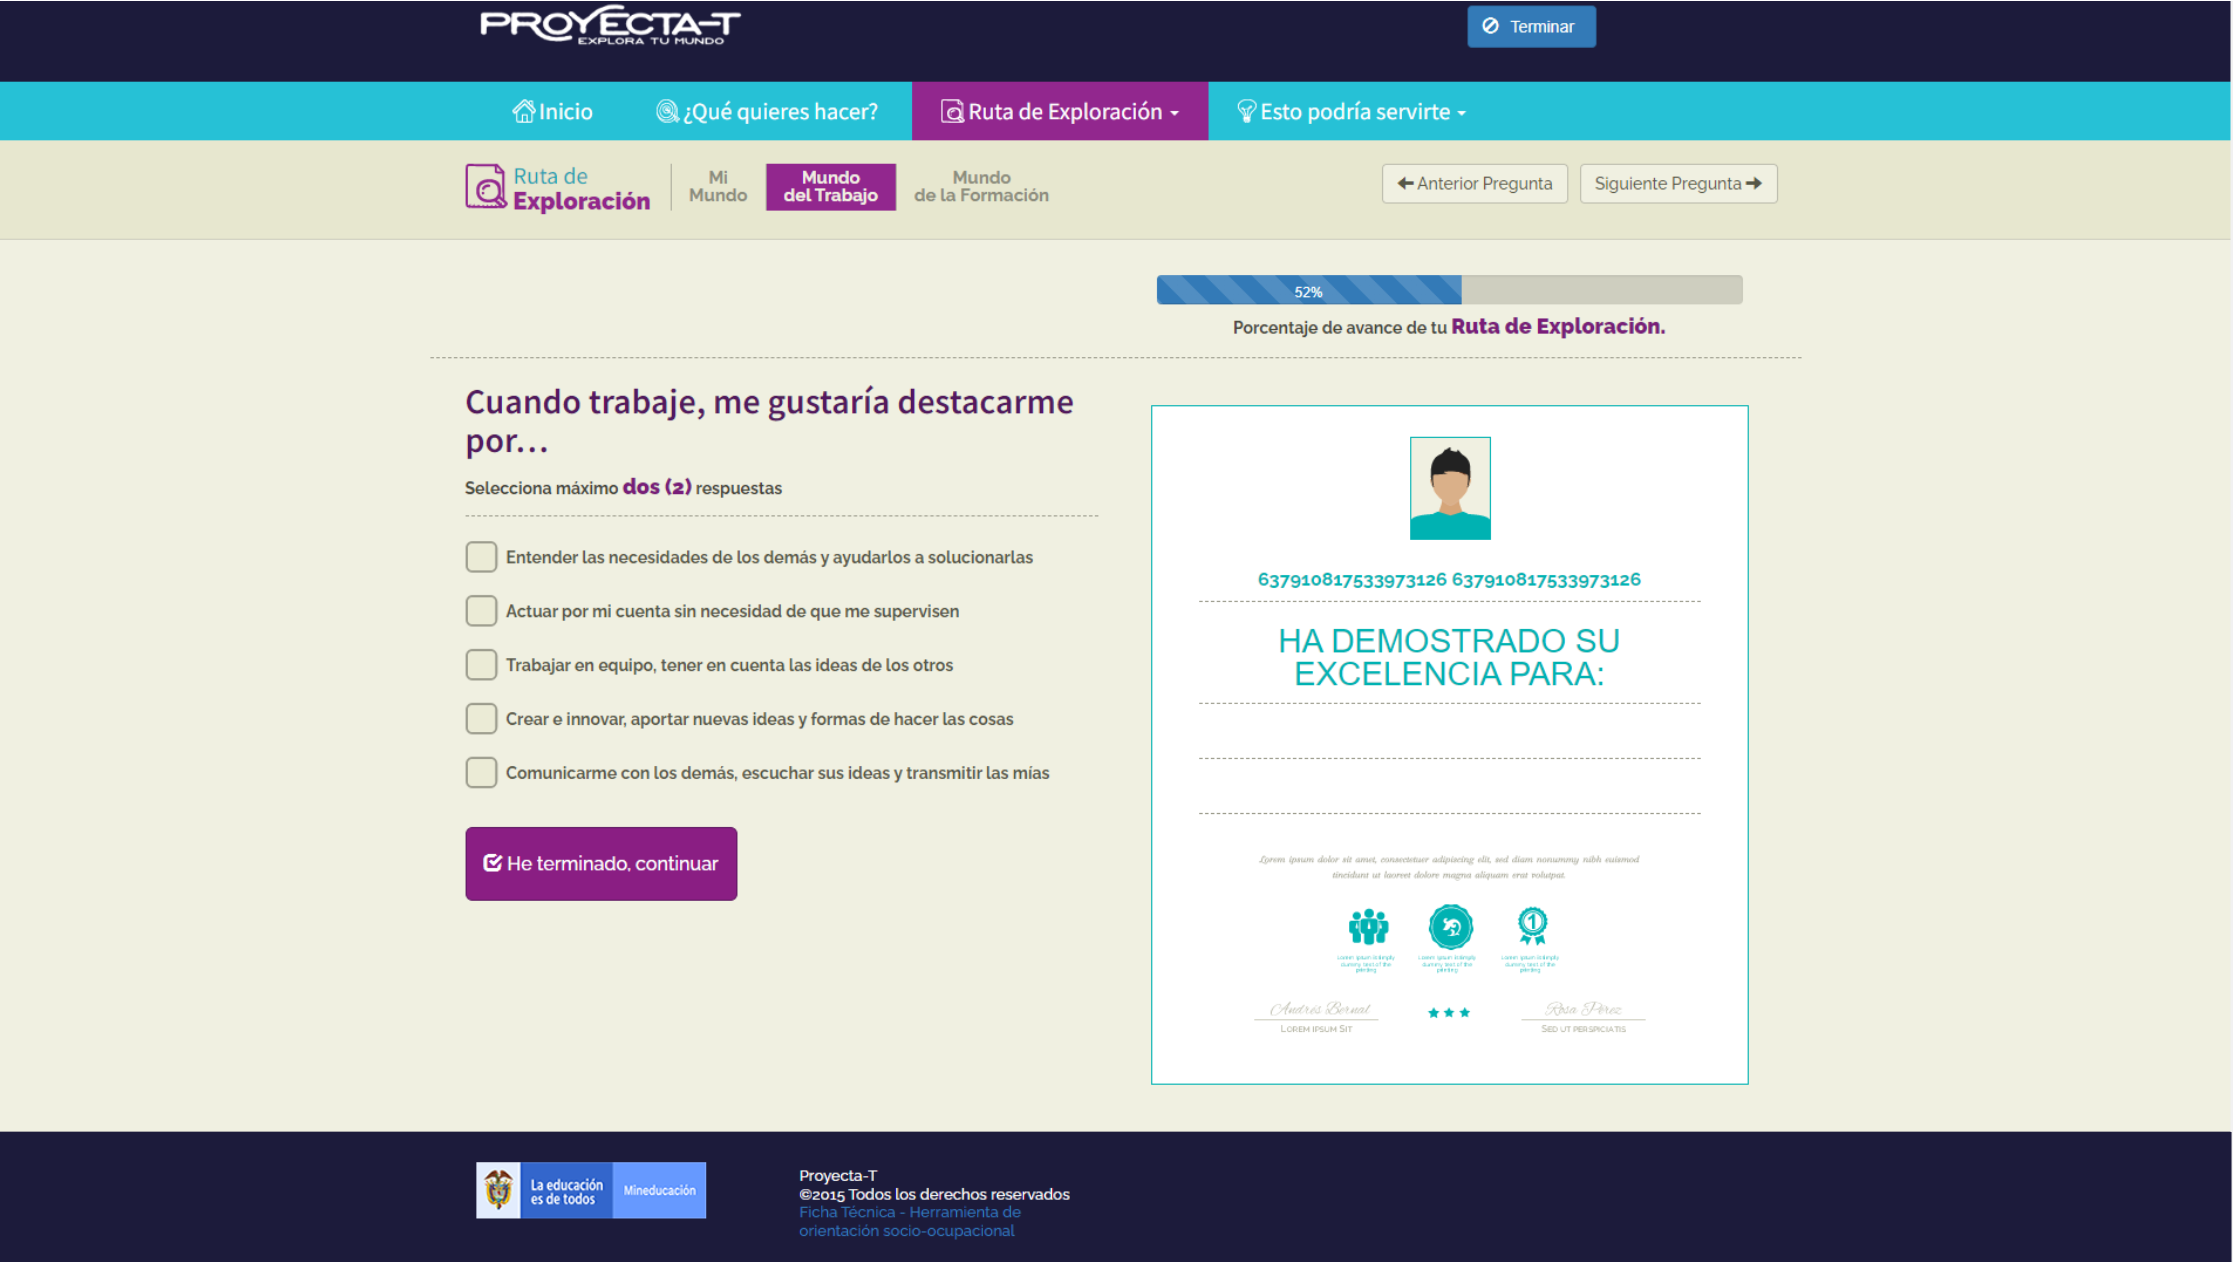 PROYECTA-T
EXPLORA TU MUNDO
Terminar
Inicio
¿Qué quieres hacer?
Ruta de Exploración
Esto podría servirte
Ruta de
Exploración
Mi
Mundo
Mundo
del Trabajo
Mundo
de la Formación
Anterior Pregunta
Siguiente Pregunta
52%
Porcentaje de avance de tu Ruta de Exploración.
Cuando trabaje, me gustaría destacarme
por...
Selecciona máximo dos (2) respuestas
Entender las necesidades de los demás y ayudarlos a solucionarlas
Actuar por mi cuenta sin necesidad de que me supervisen
Trabajar en equipo, tener en cuenta las ideas de los otros
Crear e innovar, aportar nuevas ideas y formas de hacer las cosas
Comunicarme con los demás, escuchar sus ideas y transmitir las mías
He terminado, continuar
637910817533973126 637910817533973126
HA DEMOSTRADO SU
EXCELENCIA PARA:
Lorem ipsum dolor sit amet, consectetuer adipiscing elit, sed diam nonummy nibh euismod
tincidunt ut laoreet dolore magna aliquam erat volutpat.
1
Andrés Bernal
LOREM IPSUM SIT
Rosa Pérez
SED UT PERSPICIATIS
La educación
es de todos
Mineducación
Proyecta-T
©2015 Todos los derechos reservados
Ficha Técnica - Herramienta de
orientación socio-ocupacional